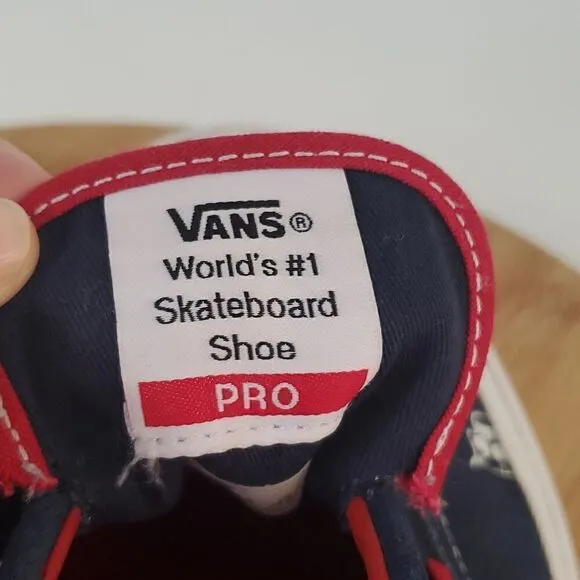 VANS®
World's #1
Skateboard
Shoe
PRO